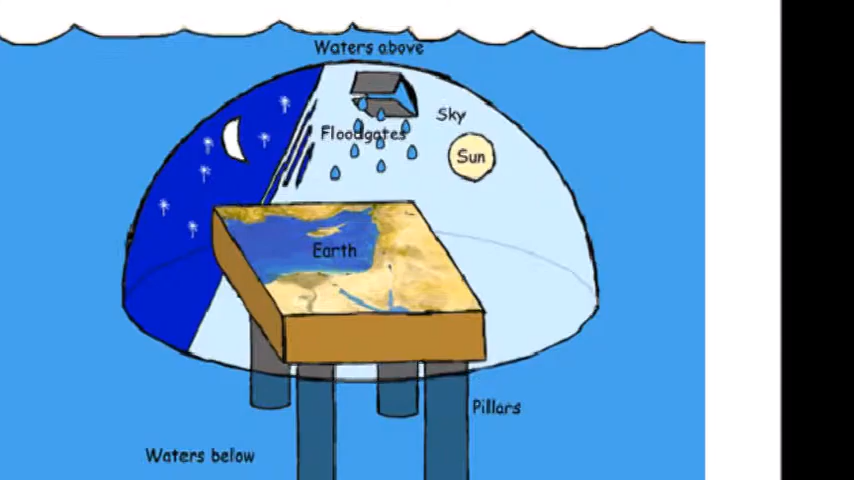 Waters above
Sky
Floodgates
Sun
Earth
Pillars
Waters below